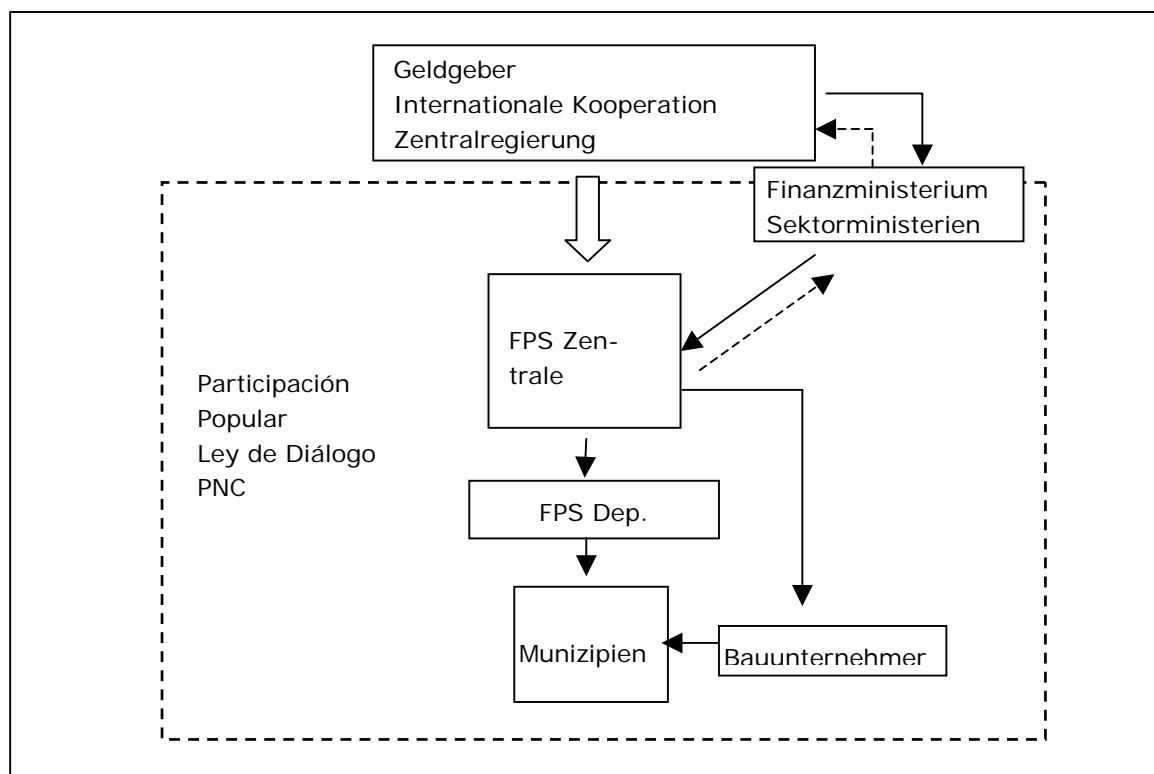 Geldgeber
Internationale Kooperation
Zentralregierung
Finanzministerium
Sektorministerien
FPS Zen-
trale
Participación
Popular
Ley de Diálogo
PNC
FPS Dep.
Munizipien
Bauunternehmer